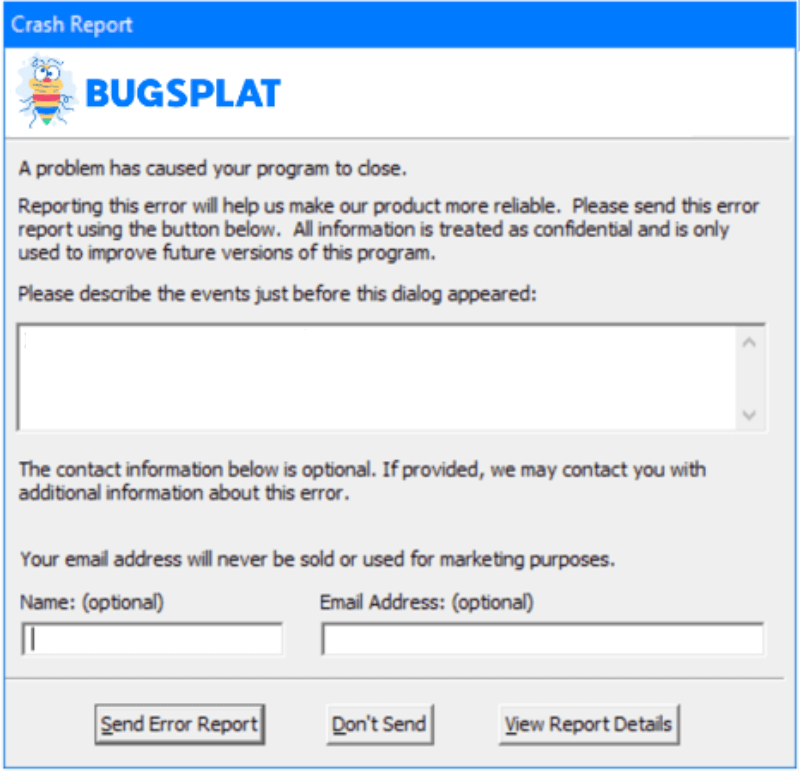 Crash Report
BUGSPLAT
A problem has caused your program to close.
Reporting this error will help us make our product more reliable.  Please send this error
report using the button below.  All information is treated as confidential and is only
used to improve future versions of this program.
Please describe the events just before this dialog appeared:
The contact information below is optional. If provided, we may contact you with
additional information about this error.
Your email address will never be sold or used for marketing purposes.
Name: (optional) Email Address: (optional)
Send Error Report Don't Send View Report Details